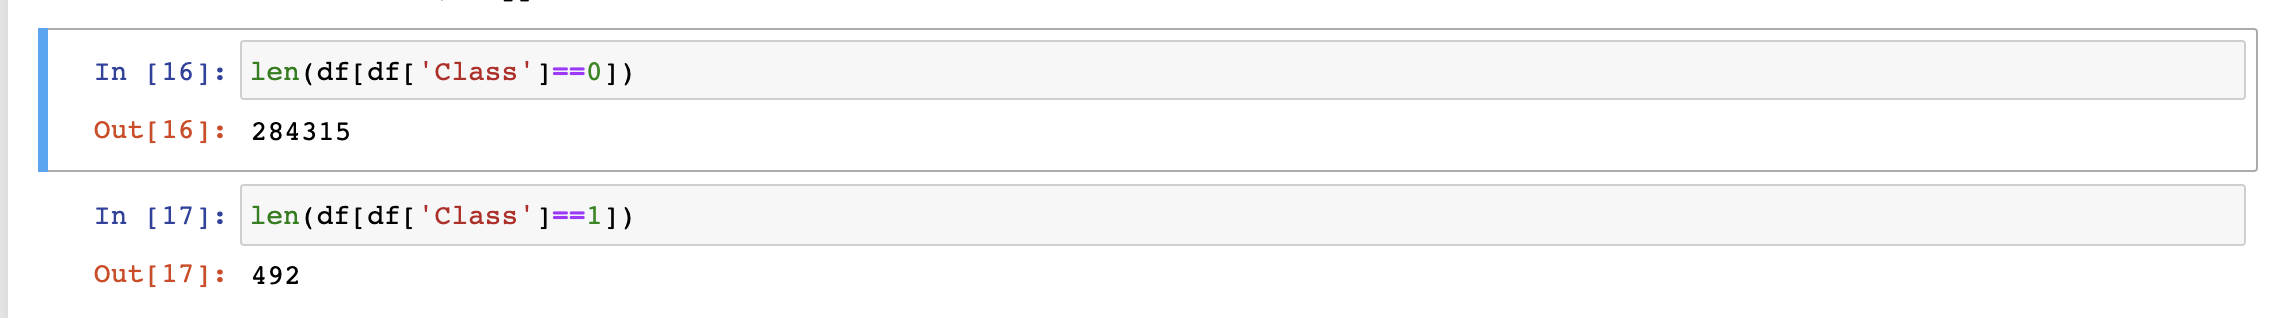 In [16]: len(df[df['Class']==0])
Out[16]: 284315
In [17]: len(df[df['Class']==1])
Out[17]: 492